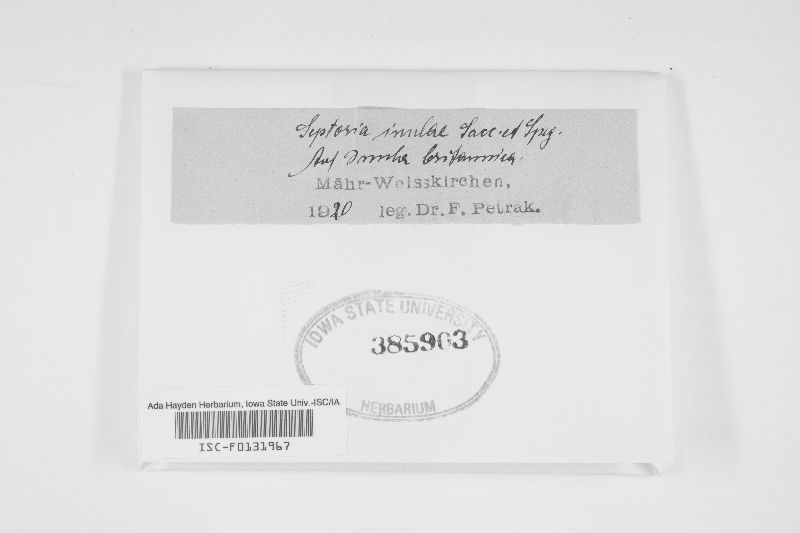 Septoria inulae Sacc. et Speg.
Auf Inula britannica.
Mähr-Weisskirchen,
1920 leg. Dr. F. Petrak.
IOWA STATE UNIVERSITY
385903
HERBARIUM
Ada Hayden Herbarium, Iowa State Univ.-ISC/IA
ISC-F0131967